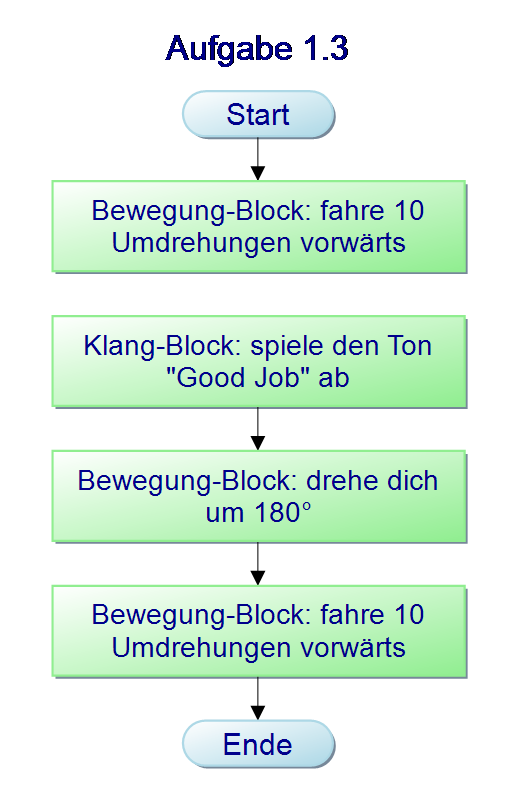 Aufgabe 1.3
Start
Bewegung-Block: fahre 10
Umdrehungen vorwärts
Klang-Block: spiele den Ton
"Good Job" ab
Bewegung-Block: drehe dich
um 180°
Bewegung-Block: fahre 10
Umdrehungen vorwärts
Ende